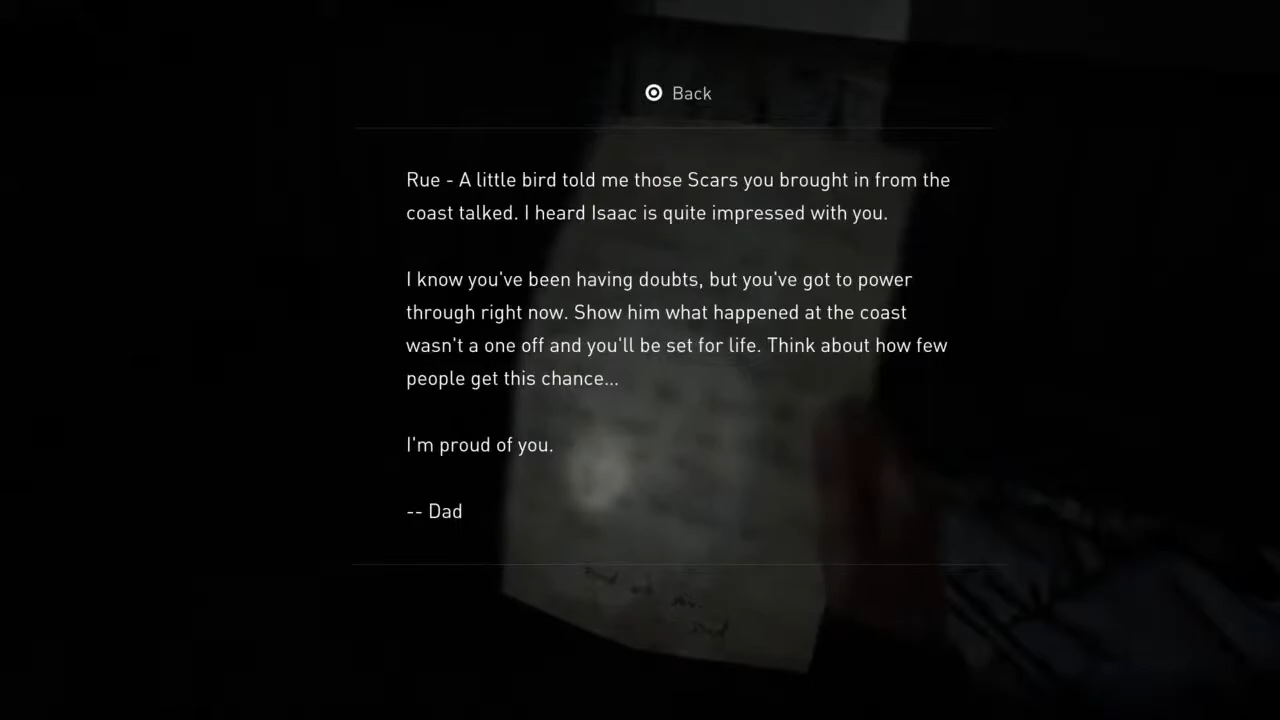 Back
Rue - A little bird told me those Scars you brought in from the
coast talked. I heard Isaac is quite impressed with you.
I know you've been having doubts, but you've got to power
through right now. Show him what happened at the coast
wasn't a one off and you'll be set for life. Think about how few
people get this chance...
I'm proud of you.
-- Dad